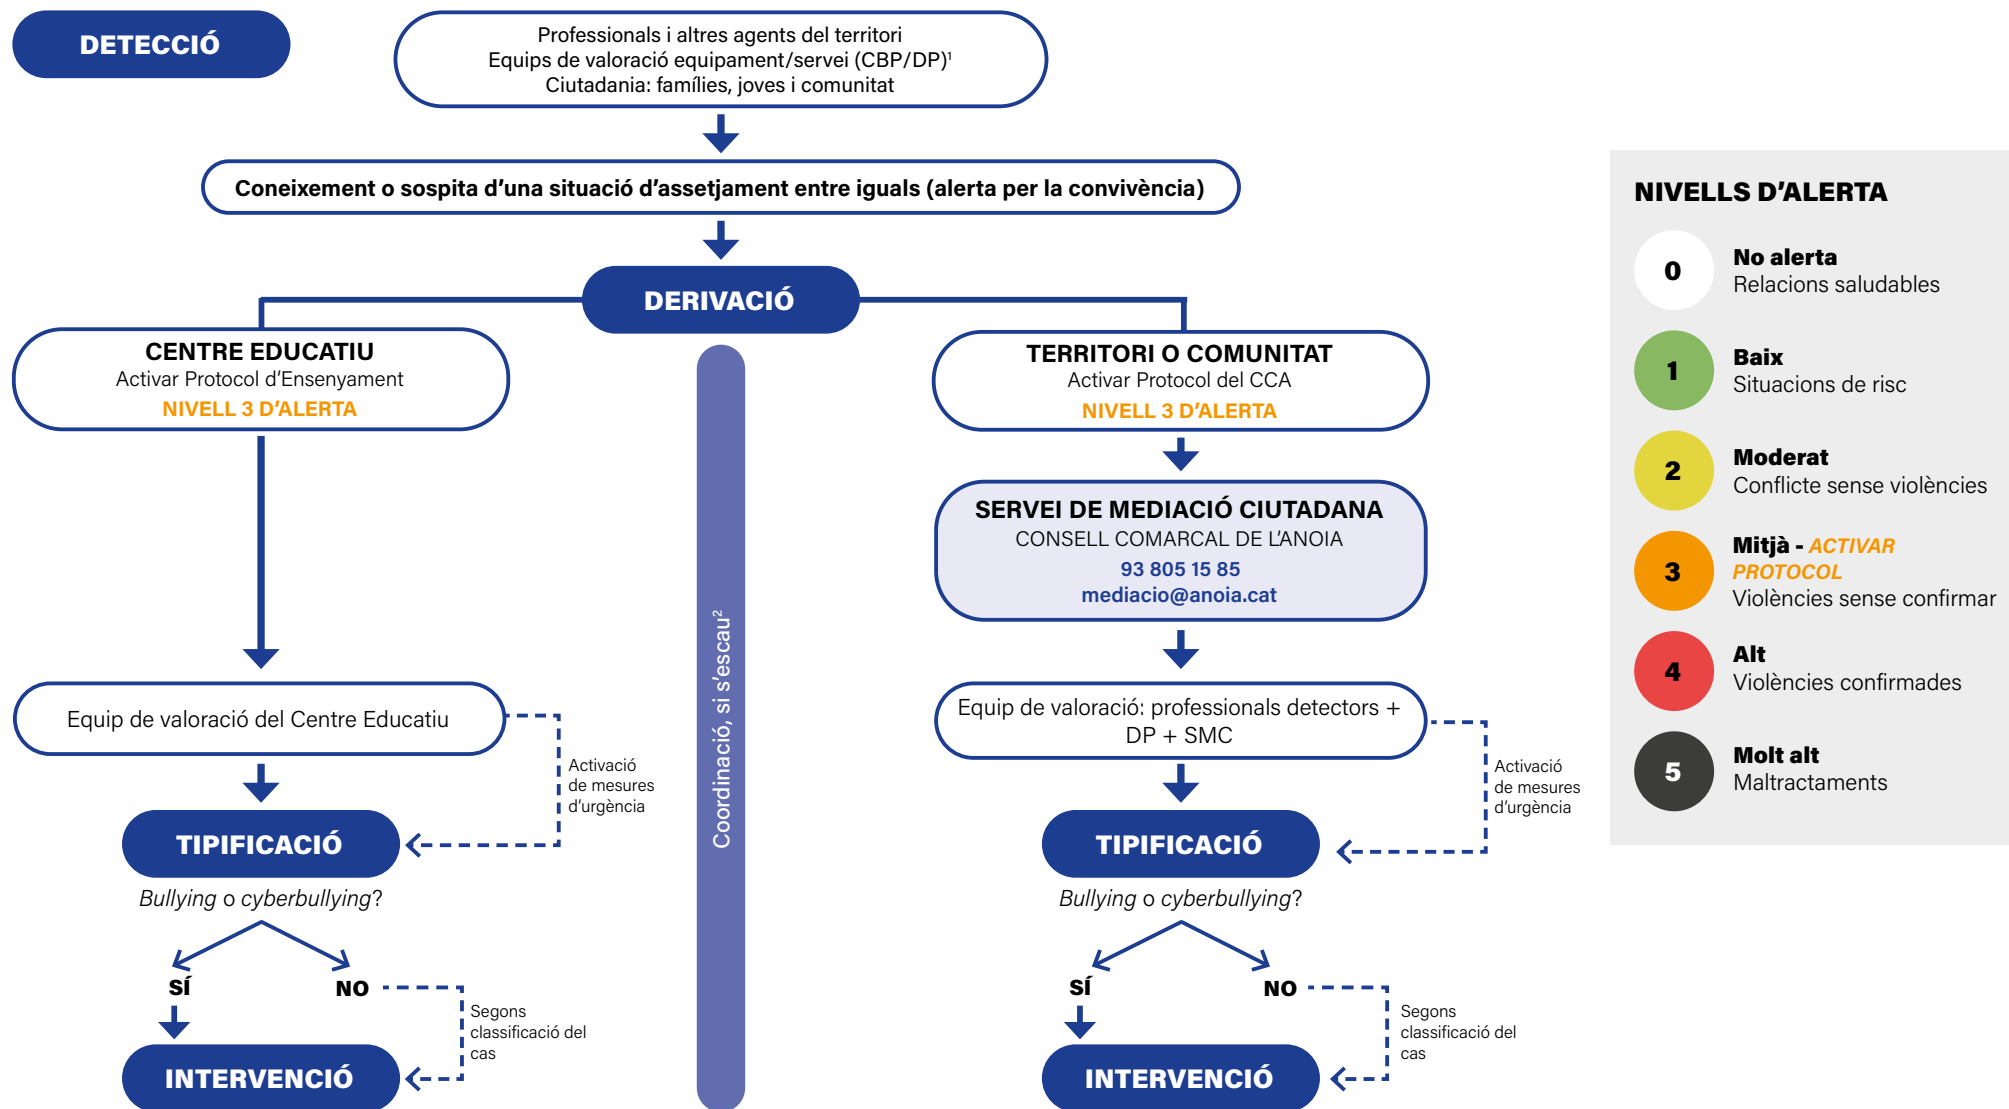 DETECCIÓ
Professionals i altres agents del territori
Equips de valoració equipament/servei (CBP/DP)¹
Ciutadania: famílies, joves i comunitat
Coneixement o sospita d'una situació d'assetjament entre iguals (alerta per la convivència)
DERIVACIÓ
CENTRE EDUCATIU
Activar Protocol d'Ensenyament
NIVELL 3 D'ALERTA
Equip de valoració del Centre Educatiu
Activació
de mesures
d'urgència
TIPIFICACIÓ
Bullying o cyberbullying?
SÍ
NO
Segons
classificació del
cas
INTERVENCIÓ
Coordinació, si s'escau²
TERRITORI O COMUNITAT
Activar Protocol del CCA
NIVELL 3 D'ALERTA
SERVEI DE MEDIACIÓ CIUTADANA
CONSELL COMARCAL DE L'ANOIA
93 805 15 85
mediacio@anoia.cat
Equip de valoració: professionals detectors +
DP + SMC
Activació
de mesures
d'urgència
TIPIFICACIÓ
Bullying o cyberbullying?
SÍ
NO
Segons
classificació del
cas
INTERVENCIÓ
NIVELLS D'ALERTA
0
No alerta
Relacions saludables
1
Baix
Situacions de risc
2
Moderat
Conflicte sense violències
3
Mitjà - ACTIVAR
PROTOCOL
Violències sense confirmar
4
Alt
Violències confirmades
5
Molt alt
Maltractaments